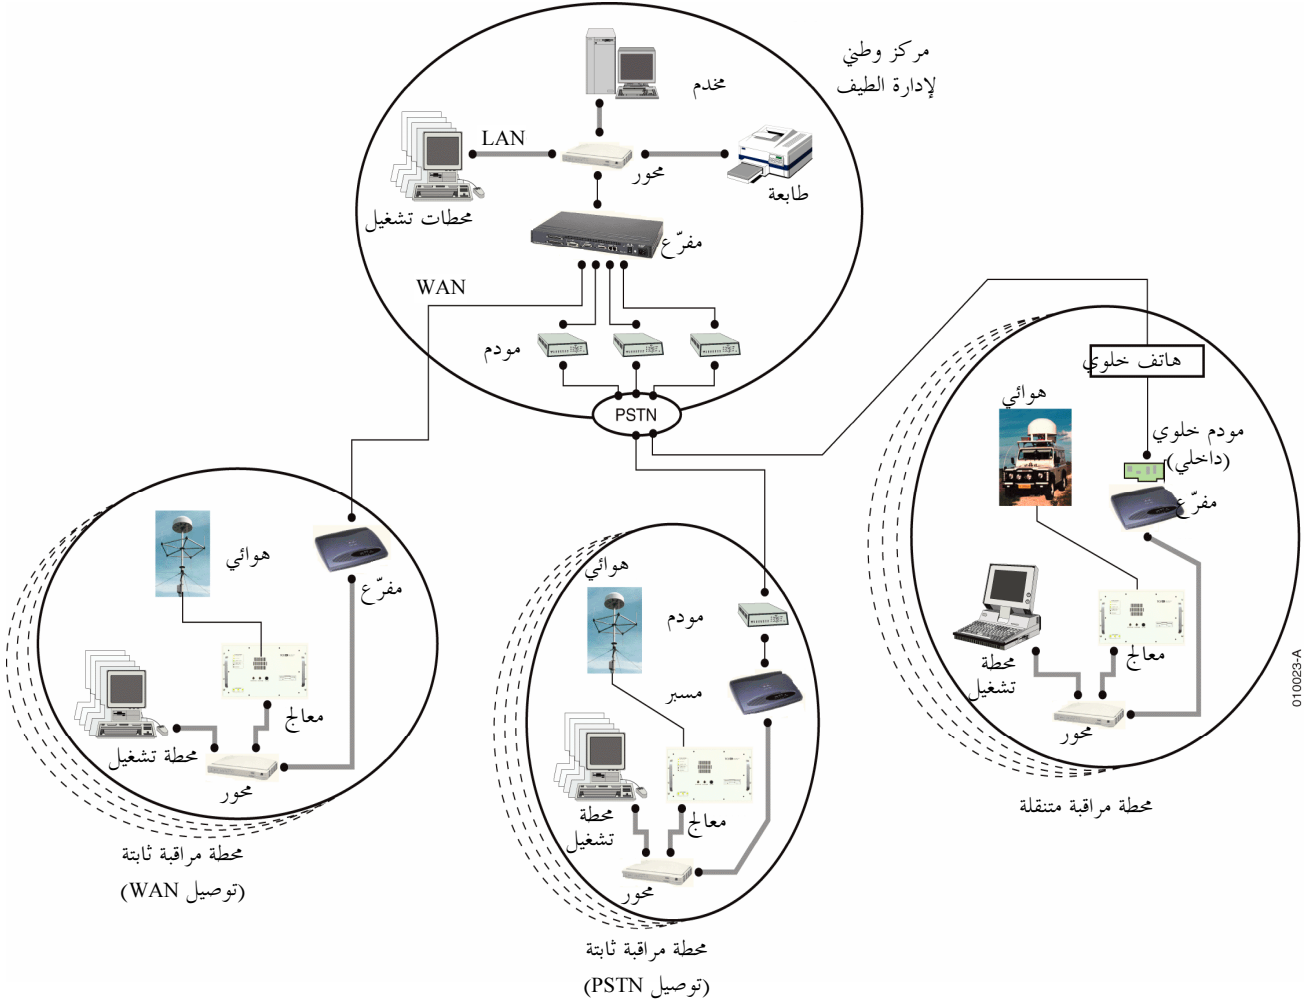 مركز وطني
لإدارة الطيف
مخدم
LAN
محور
طابعة
محطات تشغيل
مفرّع
WAN
مودم
PSTN
هاتف خلوي
هوائي
مودم خلوي
(داخلي)
مفرّع
معالج
محطة
تشغيل
محور
محطة مراقبة متنقلة
هوائي
مفرّع
معالج
محطة تشغيل
محور
محطة مراقبة ثابتة
(توصيل WAN)
هوائي
مودم
مسبر
محطة
تشغيل
معالج
محور
محطة مراقبة ثابتة
(توصيل PSTN)
010023-A